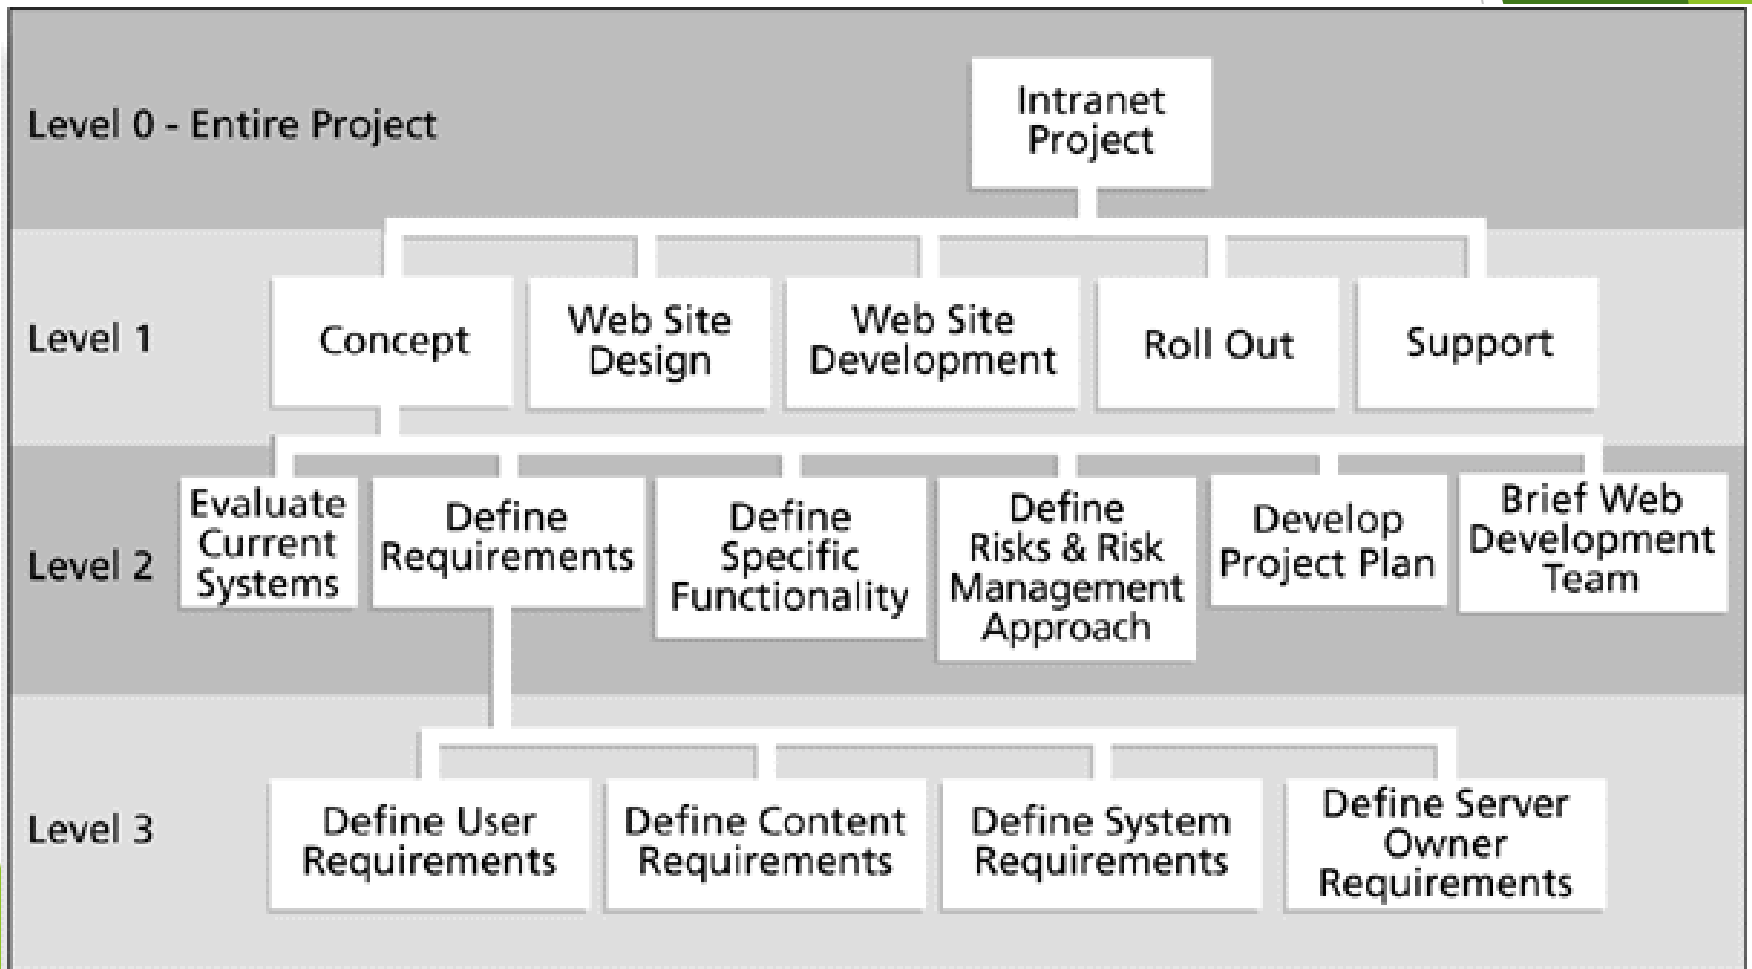 Level 0 - Entire Project
Intranet
Project
Level 1
Concept
Web Site
Design
Web Site
Development
Roll Out
Support
Level 2
Evaluate
Current
Systems
Define
Requirements
Define
Specific
Functionality
Define
Risks & Risk
Management
Approach
Develop
Project Plan
Brief Web
Development
Team
Level 3
Define User
Requirements
Define Content
Requirements
Define System
Requirements
Define Server
Owner
Requirements